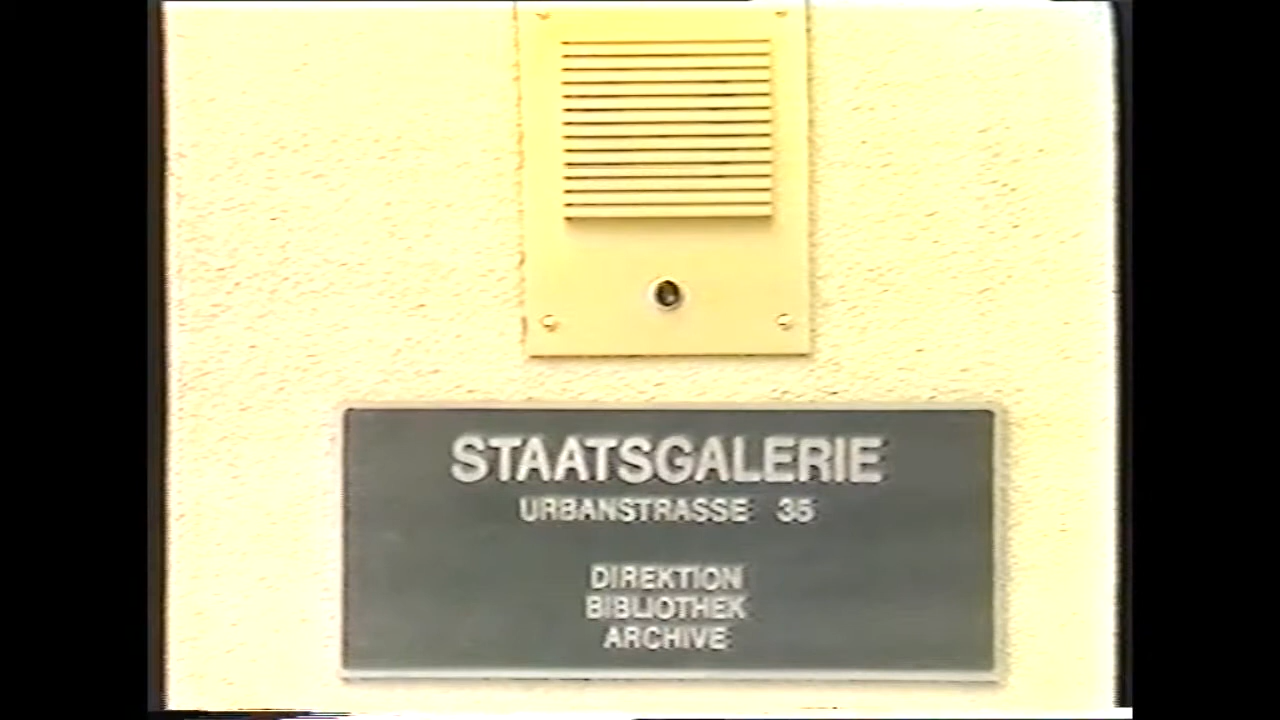 STAATSGALERIE
URBANSTRASSE 35
DIREKTION
BIBLIOTHEK
ARCHIVE